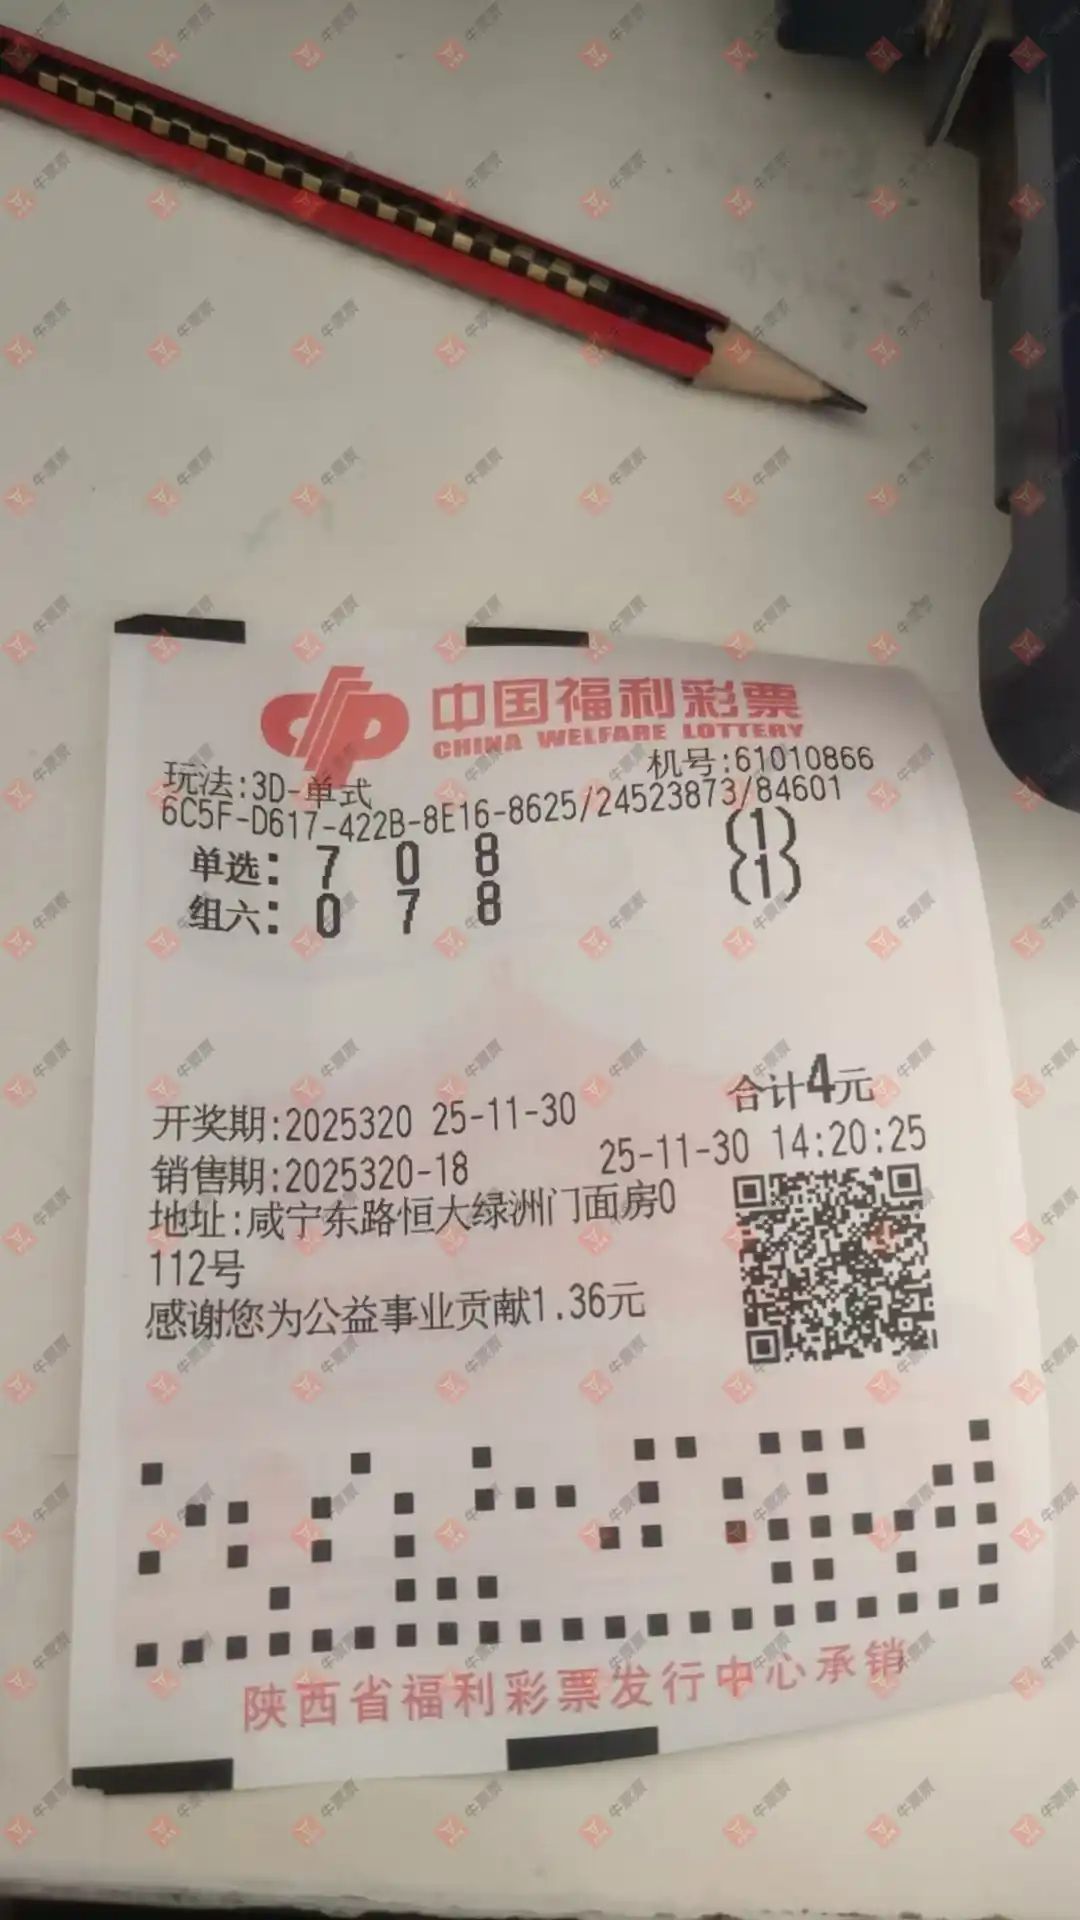 中国福利彩票
CHINA WELFARE LOTTERY
玩法:3D-单式 机号:61010866
6C5F-D617-422B-8E16-8625/24523873/84601
单选: 7 0 8 (1)
组六: 0 7 8 (1)
合计4元
开奖期:2025320 25-11-30
销售期:2025320-18 25-11-30 14:20:25
地址:咸宁东路恒大绿洲门面房0
112号
感谢您为公益事业贡献1.36元
陕西省福利彩票发行中心承销
牛票票